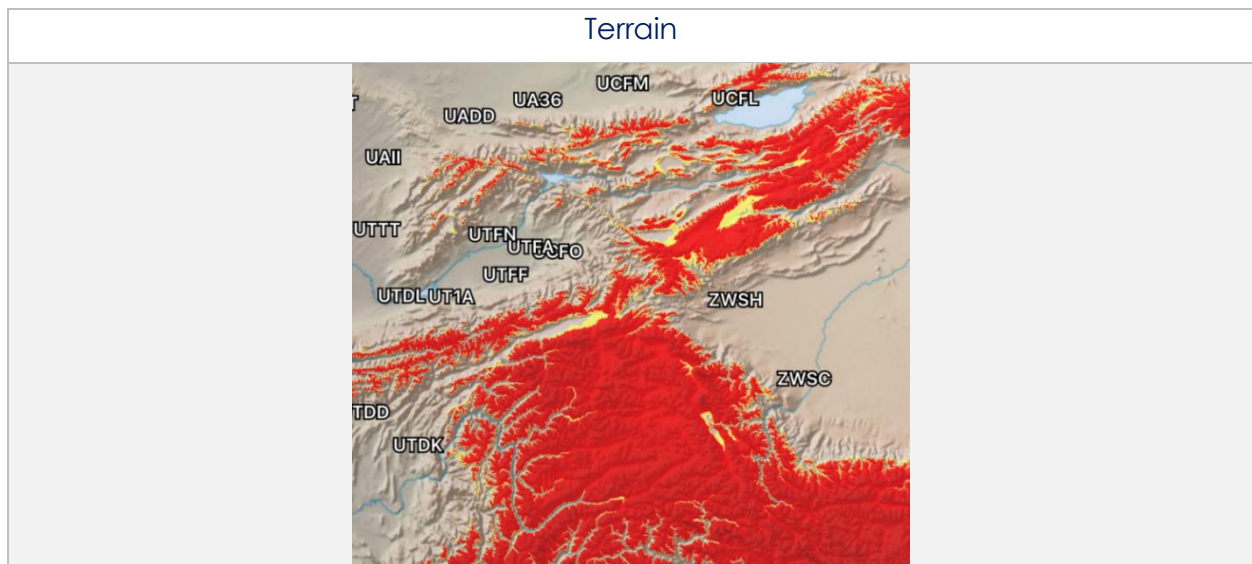 Terrain
UCFM
UA36
UCFL
UADD
UAII
UTTT
UTFN
UTFA
UCFO
UTFF
UTDL
UT1A
ZWSH
ZWSC
TDD
UTDK